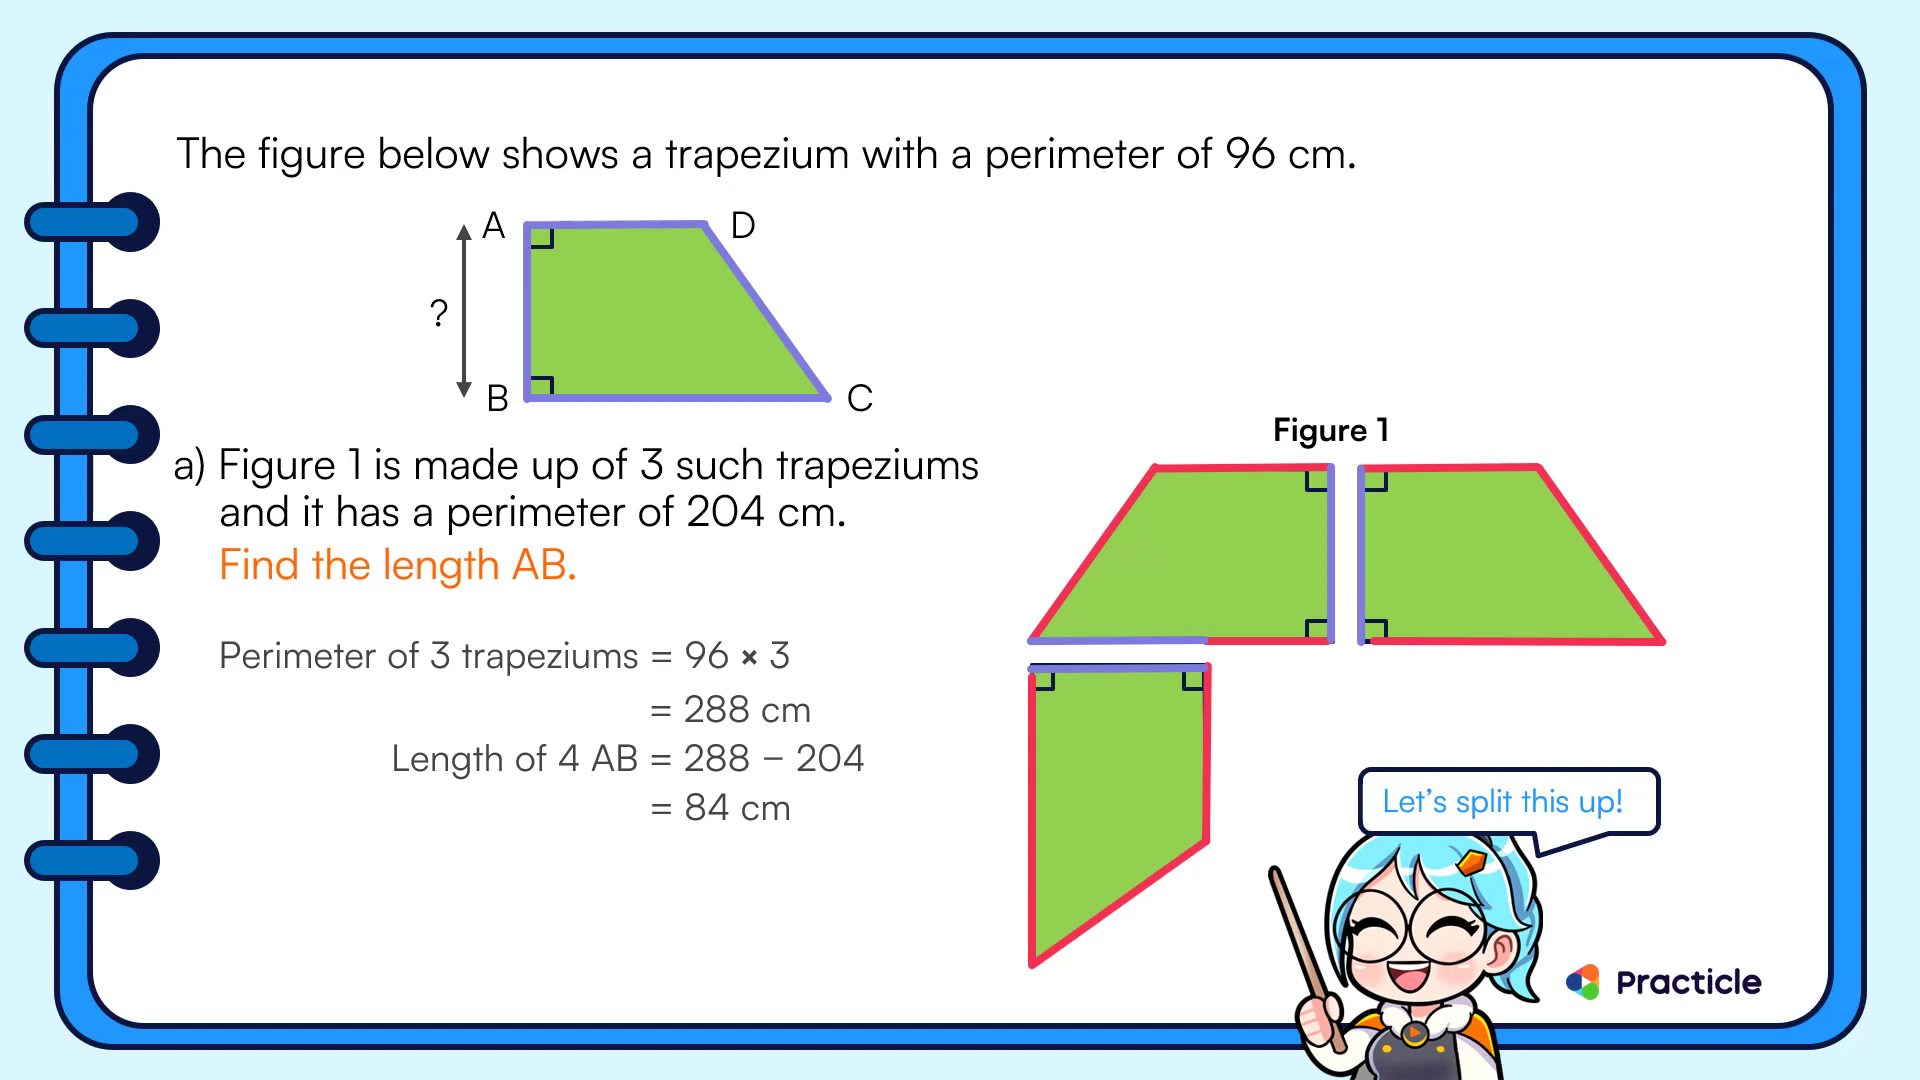 The figure below shows a trapezium with a perimeter of 96 cm.
A
D
?
B
C
a) Figure 1 is made up of 3 such trapeziums
and it has a perimeter of 204 cm.
Find the length AB.
Figure 1
Perimeter of 3 trapeziums = 96 × 3
= 288 cm
Length of 4 AB = 288 − 204
= 84 cm
Let’s split this up!
Practicle